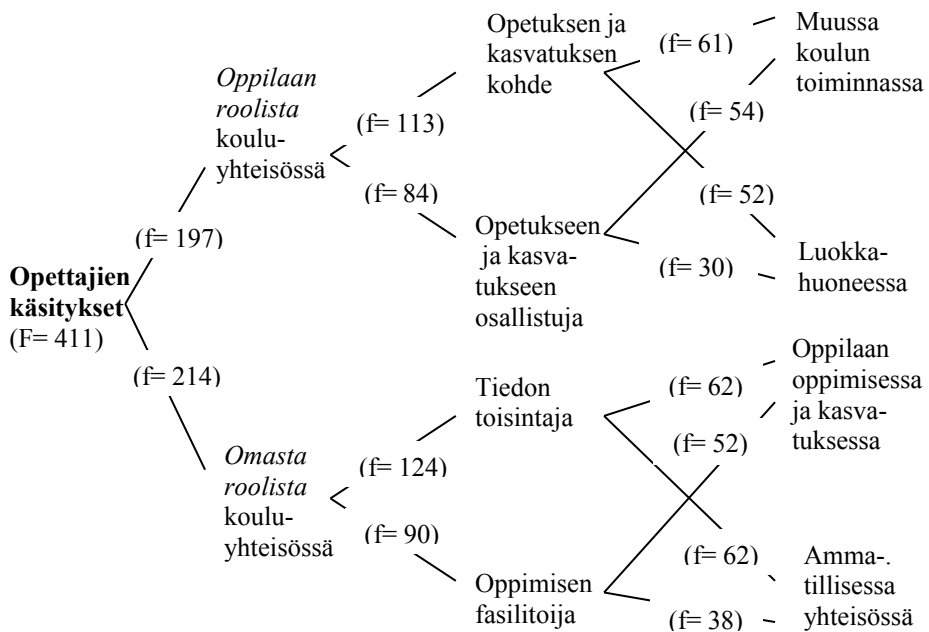 Opettajien
käsitykset
(F= 411)
(f= 197)
(f= 214)
Oppilaan
roolista
koulu-
yhteisössä
(f= 113)
(f= 84)
Opetuksen ja
kasvatuksen
kohde
Opetukseen
ja kasva-
tukseen
osallistuja
(f= 61)
(f= 54)
(f= 52)
(f= 30)
Muussa
koulun
toiminnassa
Luokka-
huoneessa
Omasta
roolista
koulu-
yhteisössä
(f= 124)
(f= 90)
Tiedon
toisintaja
Oppimisen
fasilitoija
(f= 62)
(f= 52)
(f= 62)
(f= 38)
Oppilaan
oppimisessa
ja kasva-
tuksessa
Amma-.
tillisessa
yhteisössä